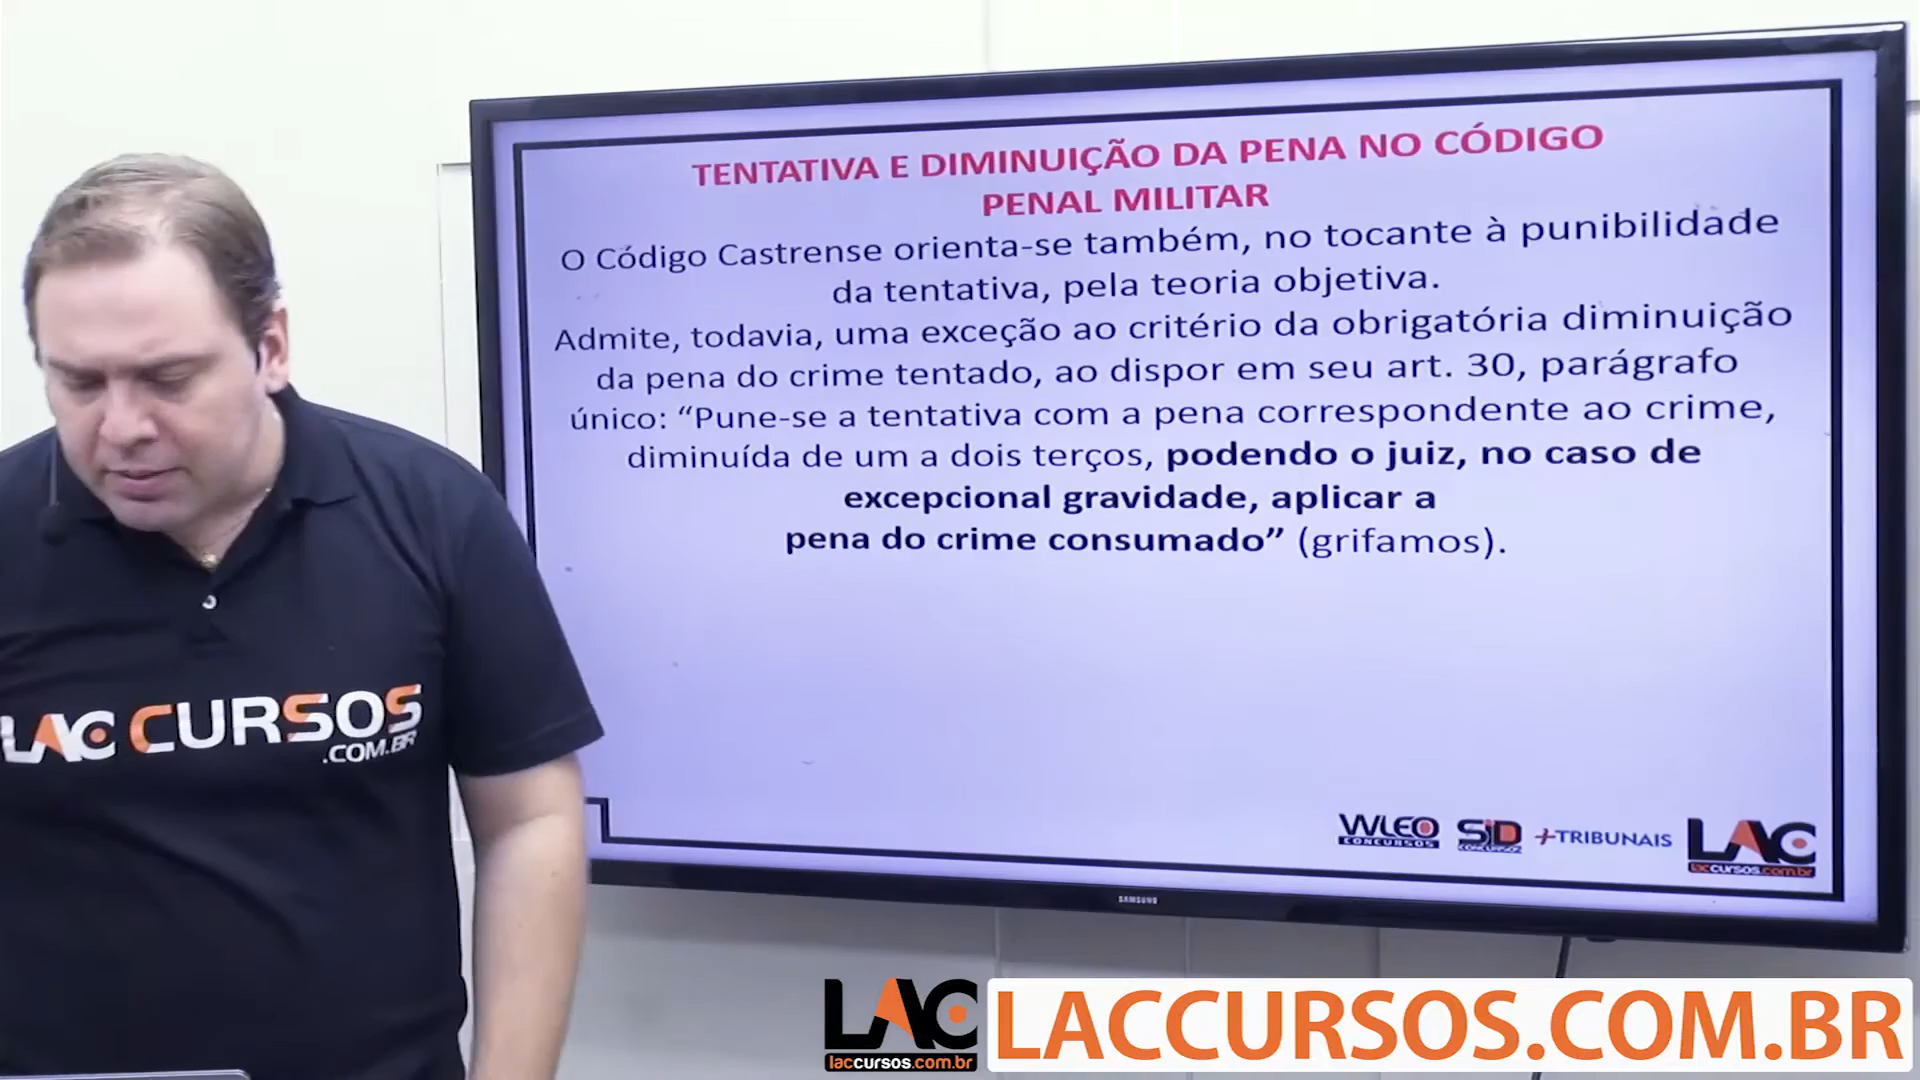 TENTATIVA E DIMINUIÇÃO DA PENA NO CÓDIGO
PENAL MILITAR
O Código Castrense orienta-se também, no tocante à punibilidade
da tentativa, pela teoria objetiva.
Admite, todavia, uma exceção ao critério da obrigatória diminuição
da pena do crime tentado, ao dispor em seu art. 30, parágrafo
único: “Pune-se a tentativa com a pena correspondente ao crime,
diminuída de um a dois terços, podendo o juiz, no caso de
excepcional gravidade, aplicar a
pena do crime consumado” (grifamos).
LAC CURSOS
.COM.BR
WLEO
CONCURSOS
SID
CONCURSOS
+TRIBUNAIS
LAC
laccursos.com.br
SAMSUNG
LAC
laccursos.com.br
LACCURSOS.COM.BR